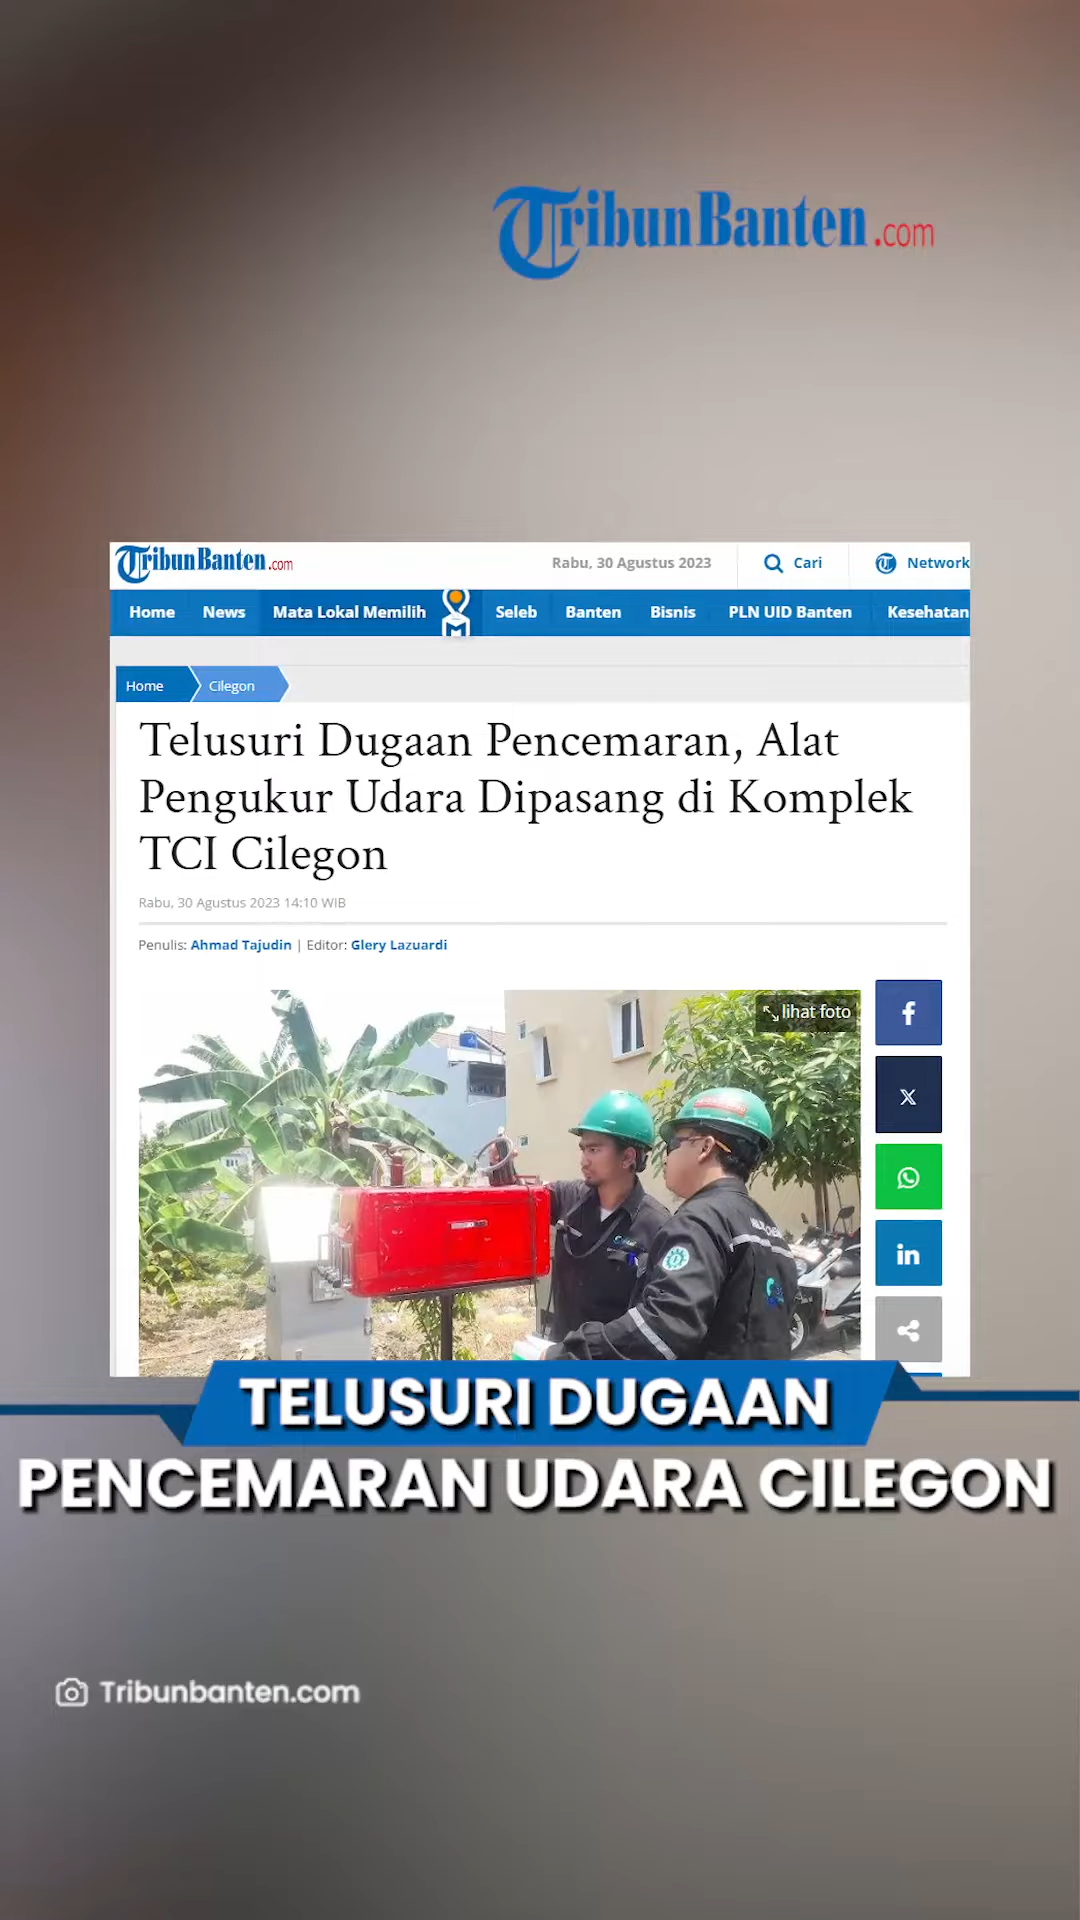 TribunBanten.com
TribunBanten.com
Rabu, 30 Agustus 2023
Cari
Network
Home
News
Mata Lokal Memilih
Seleb
Banten
Bisnis
PLN UID Banten
Kesehatan
Home
Cilegon
Telusuri Dugaan Pencemaran, Alat
Pengukur Udara Dipasang di Komplek
TCI Cilegon
Rabu, 30 Agustus 2023 14:10 WIB
Penulis: Ahmad Tajudin | Editor: Glery Lazuardi
lihat foto
TELUSURI DUGAAN
PENCEMARAN UDARA CILEGON
Tribunbanten.com